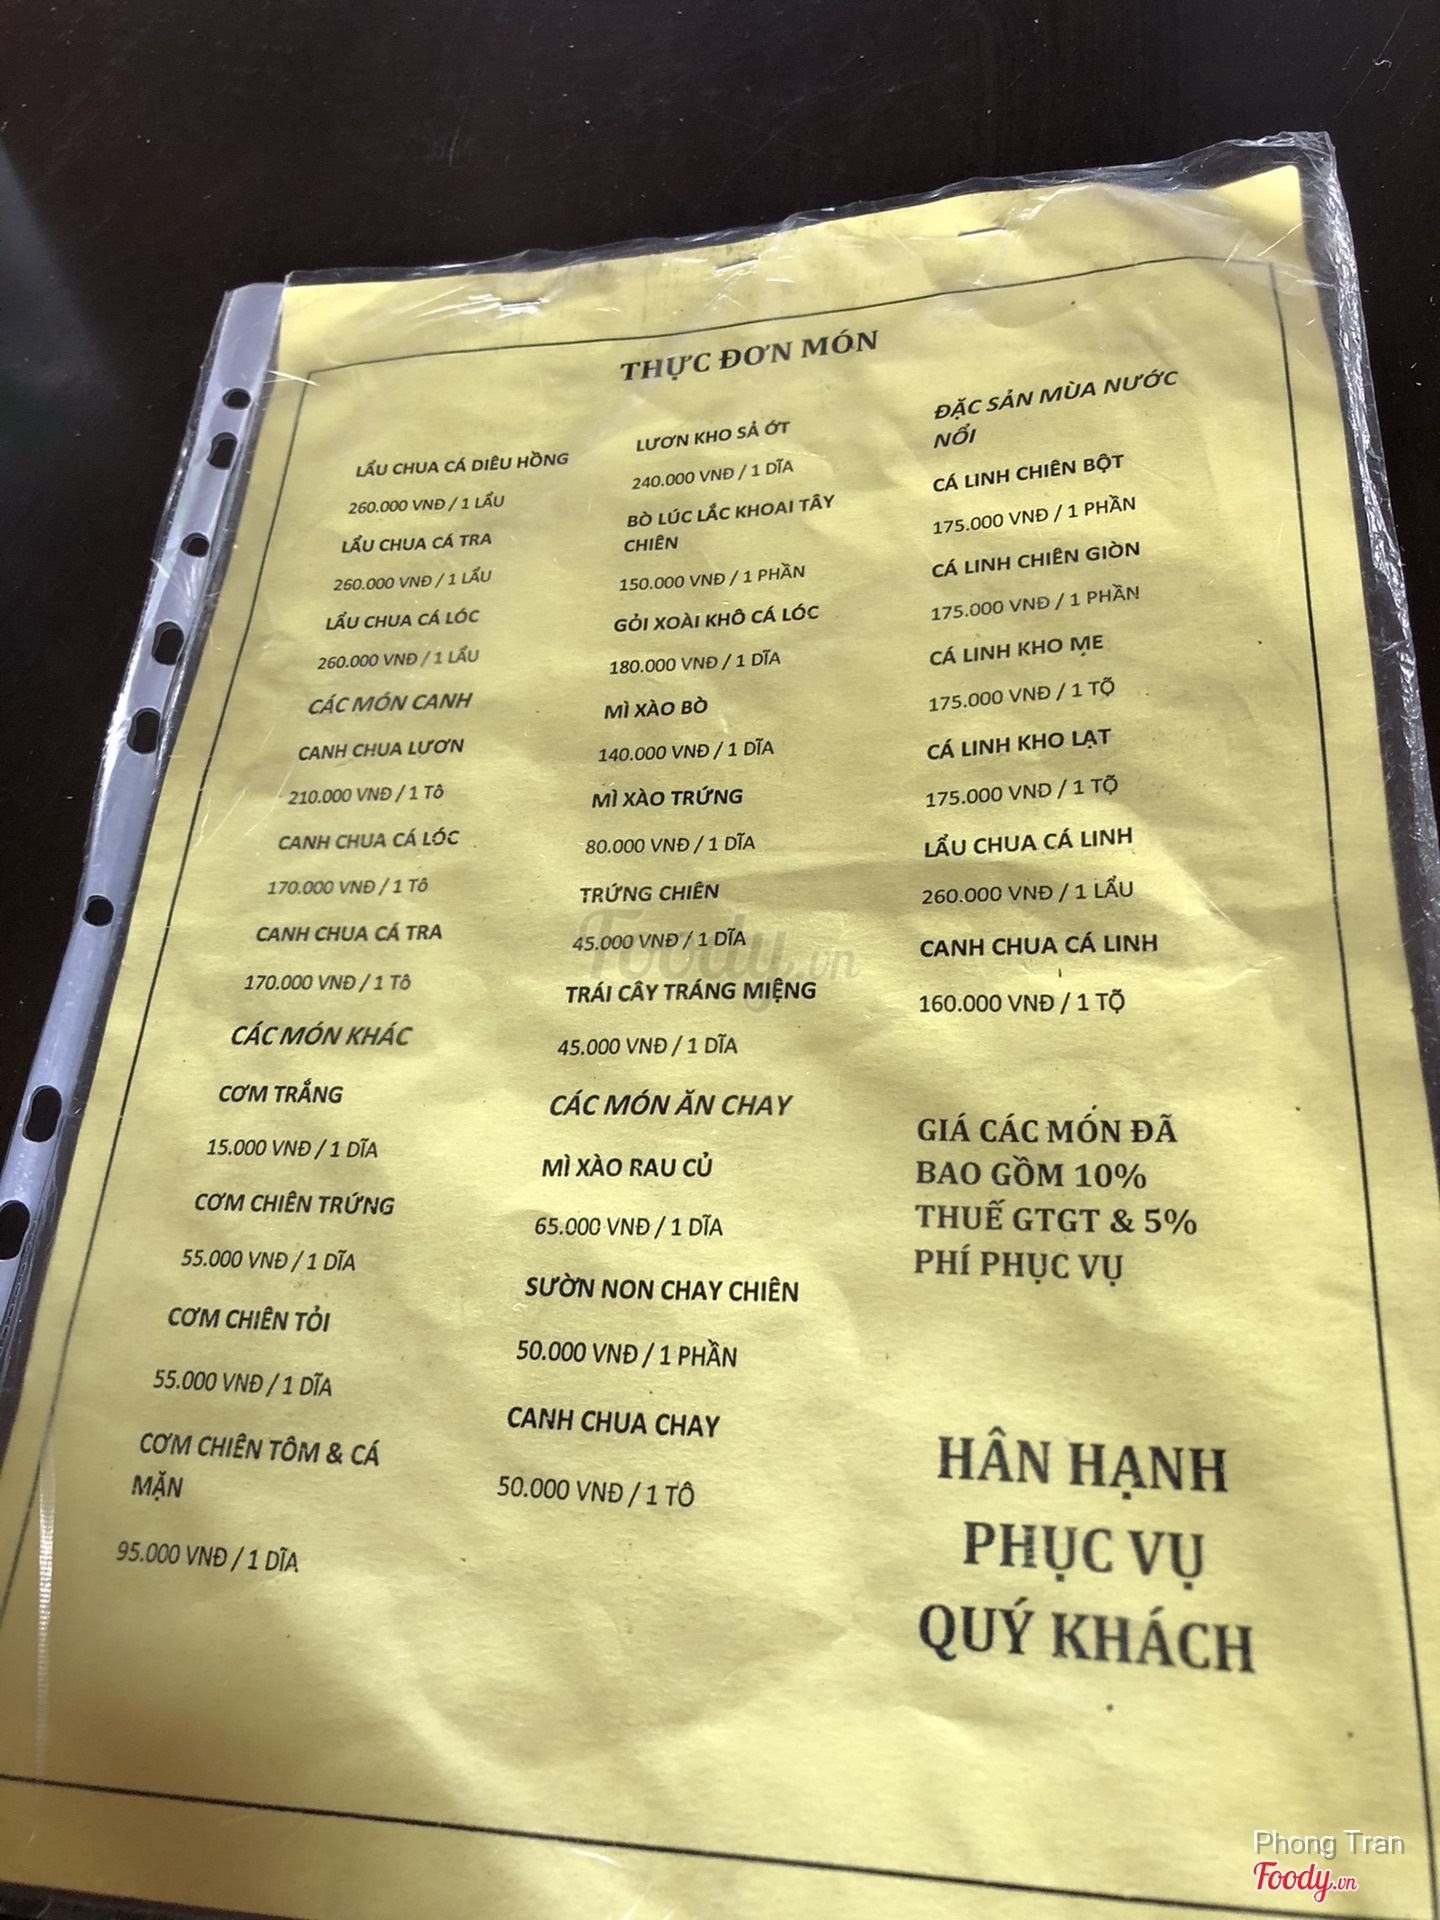 THỰC ĐƠN MÓN
LẨU CHUA CÁ DIÊU HỒNG
260.000 VNĐ / 1 LẨU
LẨU CHUA CÁ TRA
260.000 VNĐ / 1 LẨU
LẨU CHUA CÁ LÓC
260.000 VNĐ / 1 LẨU
CÁC MÓN CANH
CANH CHUA LƯƠN
210.000 VNĐ / 1 Tô
CANH CHUA CÁ LÓC
170.000 VNĐ / 1 Tô
CANH CHUA CÁ TRA
170.000 VNĐ / 1 Tô
CÁC MÓN KHÁC
CƠM TRẮNG
15.000 VNĐ / 1 DĨA
CƠM CHIÊN TRỨNG
55.000 VNĐ / 1 DĨA
CƠM CHIÊN TỎI
55.000 VNĐ / 1 DĨA
CƠM CHIÊN TÔM & CÁ
MẶN
95.000 VNĐ / 1 DĨA
LƯƠN KHO SẢ ỚT
240.000 VNĐ / 1 DĨA
BÒ LÚC LẮC KHOAI TÂY
CHIÊN
150.000 VNĐ / 1 PHẦN
GỎI XOÀI KHÔ CÁ LÓC
180.000 VNĐ / 1 DĨA
MÌ XÀO BÒ
140.000 VNĐ / 1 DĨA
MÌ XÀO TRỨNG
80.000 VNĐ / 1 DĨA
TRỨNG CHIÊN
45.000 VNĐ / 1 DĨA
TRÁI CÂY TRÁNG MIỆNG
45.000 VNĐ / 1 DĨA
CÁC MÓN ĂN CHAY
MÌ XÀO RAU CỦ
65.000 VNĐ / 1 DĨA
SƯỜN NON CHAY CHIÊN
50.000 VNĐ / 1 PHẦN
CANH CHUA CHAY
50.000 VNĐ / 1 TÔ
ĐẶC SẢN MÙA NƯỚC
NỔI
CÁ LINH CHIÊN BỘT
175.000 VNĐ / 1 PHẦN
CÁ LINH CHIÊN GIÒN
175.000 VNĐ / 1 PHẦN
CÁ LINH KHO MẸ
175.000 VNĐ / 1 TỘ
CÁ LINH KHO LẠT
175.000 VNĐ / 1 TỘ
LẨU CHUA CÁ LINH
260.000 VNĐ / 1 LẨU
CANH CHUA CÁ LINH
160.000 VNĐ / 1 TỘ
GIÁ CÁC MÓN ĐÃ
BAO GỒM 10%
THUẾ GTGT & 5%
PHÍ PHỤC VỤ
HÂN HẠNH
PHỤC VỤ
QUÝ KHÁCH
Foody.vn
Phong Tran
Foody.vn